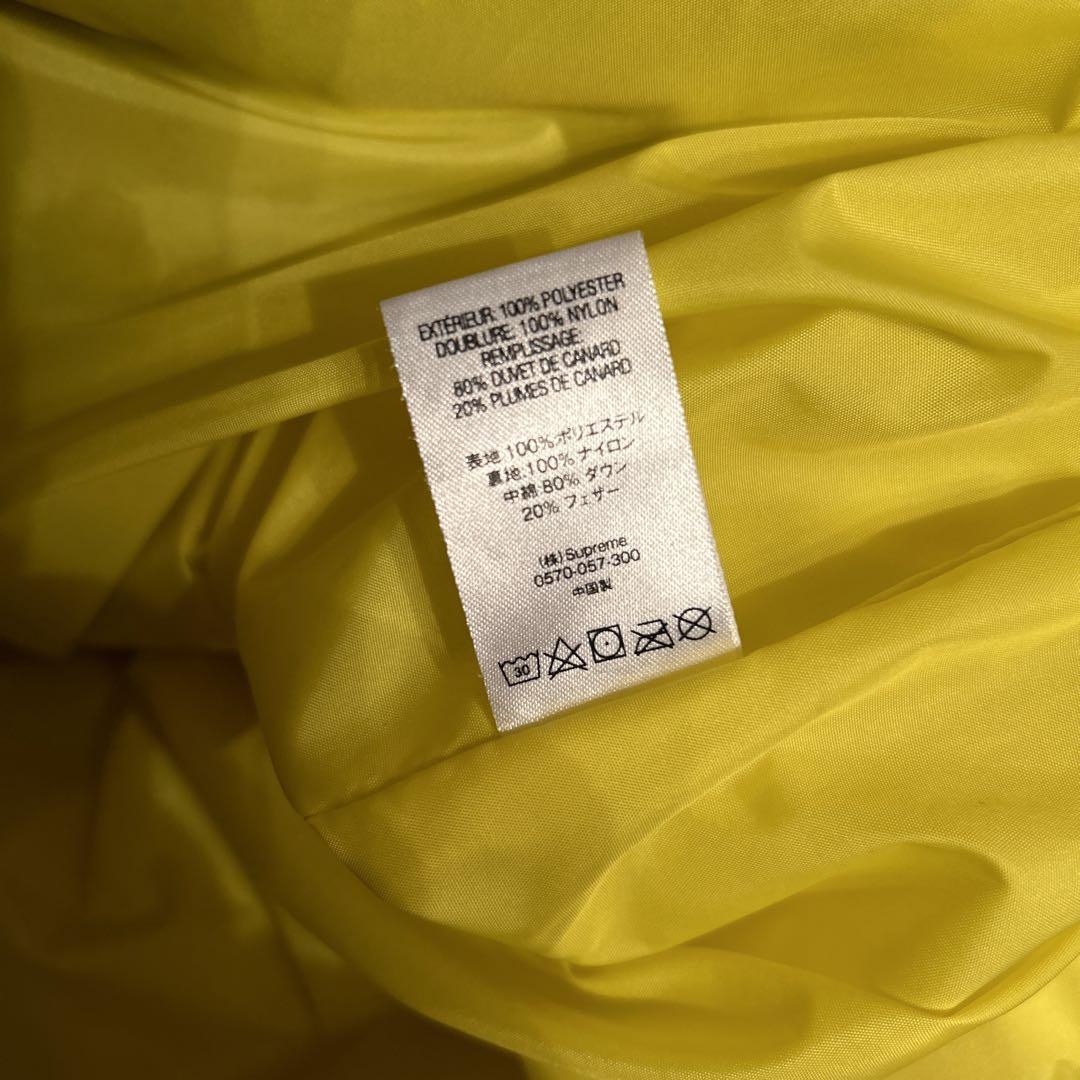 EXTÉRIEUR: 100% POLYESTER
DOUBLURE: 100% NYLON
REMPLISSAGE:
80% DUVET DE CANARD
20% PLUMES DE CANARD
表地:100%ポリエステル
裏地:100%ナイロン
中綿:80% ダウン
20% フェザー
(株)Supreme
0570-057-300
中国製
30